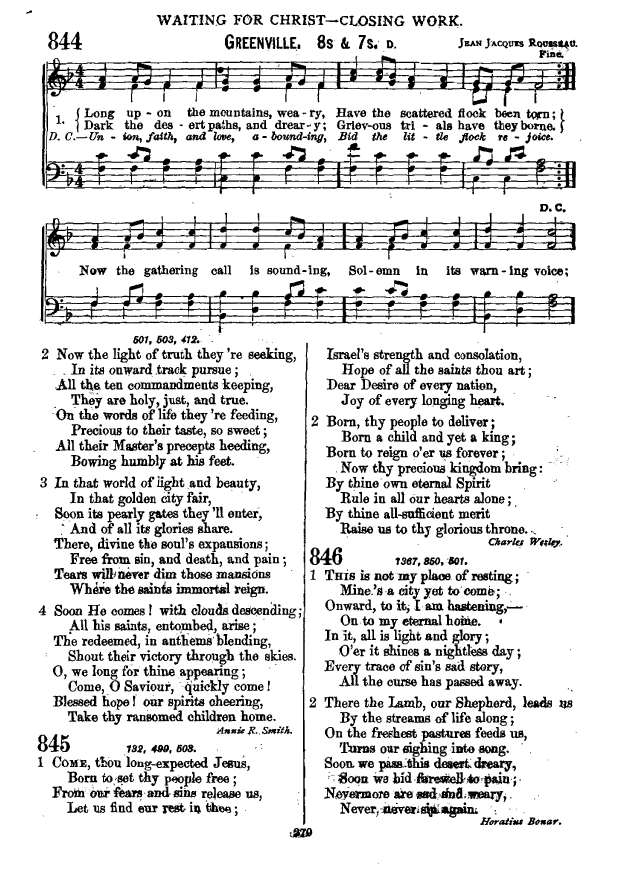 WAITING FOR CHRIST—CLOSING WORK.
844
GREENVILLE. 8s & 7s. D.
JEAN JACQUES ROUSSEAU.
Fine.
1. { Long up - on the mountains, wea - ry, Have the scattered flock been torn; }
{ Dark the des - ert paths, and drear - y; Griev-ous tri - als have they borne. }
D. C.—Un - ion, faith, and love, a - bound-ing, Bid the lit - tle flock re - joice.
D. C.
Now the gathering call is sound-ing, Sol-emn in its warn-ing voice;
501, 503, 412.
2 Now the light of truth they 're seeking,
In its onward track pursue;
All the ten commandments keeping,
They are holy, just, and true.
On the words of life they 're feeding,
Precious to their taste, so sweet;
All their Master's precepts heeding,
Bowing humbly at his feet.
3 In that world of light and beauty,
In that golden city fair,
Soon its pearly gates they 'll enter,
And of all its glories share.
There, divine the soul's expansions;
Free from sin, and death, and pain;
Tears will never dim those mansions
Where the saints immortal reign.
4 Soon He comes! with clouds descending;
All his saints, entombed, arise;
The redeemed, in anthems blending,
Shout their victory through the skies.
O, we long for thine appearing;
Come, O Saviour, quickly come!
Blessed hope! our spirits cheering,
Take thy ransomed children home.
Annie R. Smith.
845
132, 499, 503.
1 COME, thou long-expected Jesus,
Born to set thy people free;
From our fears and sins release us,
Let us find our rest in thee;
Israel's strength and consolation,
Hope of all the saints thou art;
Dear Desire of every nation,
Joy of every longing heart.
2 Born, thy people to deliver;
Born a child and yet a king;
Born to reign o'er us forever;
Now thy precious kingdom bring:
By thine own eternal Spirit
Rule in all our hearts alone;
By thine all-sufficient merit
Raise us to thy glorious throne.
Charles Wesley.
846
1367, 850, 501.
1 THIS is not my place of resting;
Mine's a city yet to come;
Onward, to it, I am hastening,—
On to my eternal home.
In it, all is light and glory;
O'er it shines a nightless day;
Every trace of sin's sad story,
All the curse has passed away.
2 There the Lamb, our Shepherd, leads us
By the streams of life along;
On the freshest pastures feeds us,
Turns our sighing into song.
Soon we pass this desert dreary,
Soon we bid farewell to pain;
Nevermore are sad and weary,
Never, never sin again.
Horatius Bonar.
279